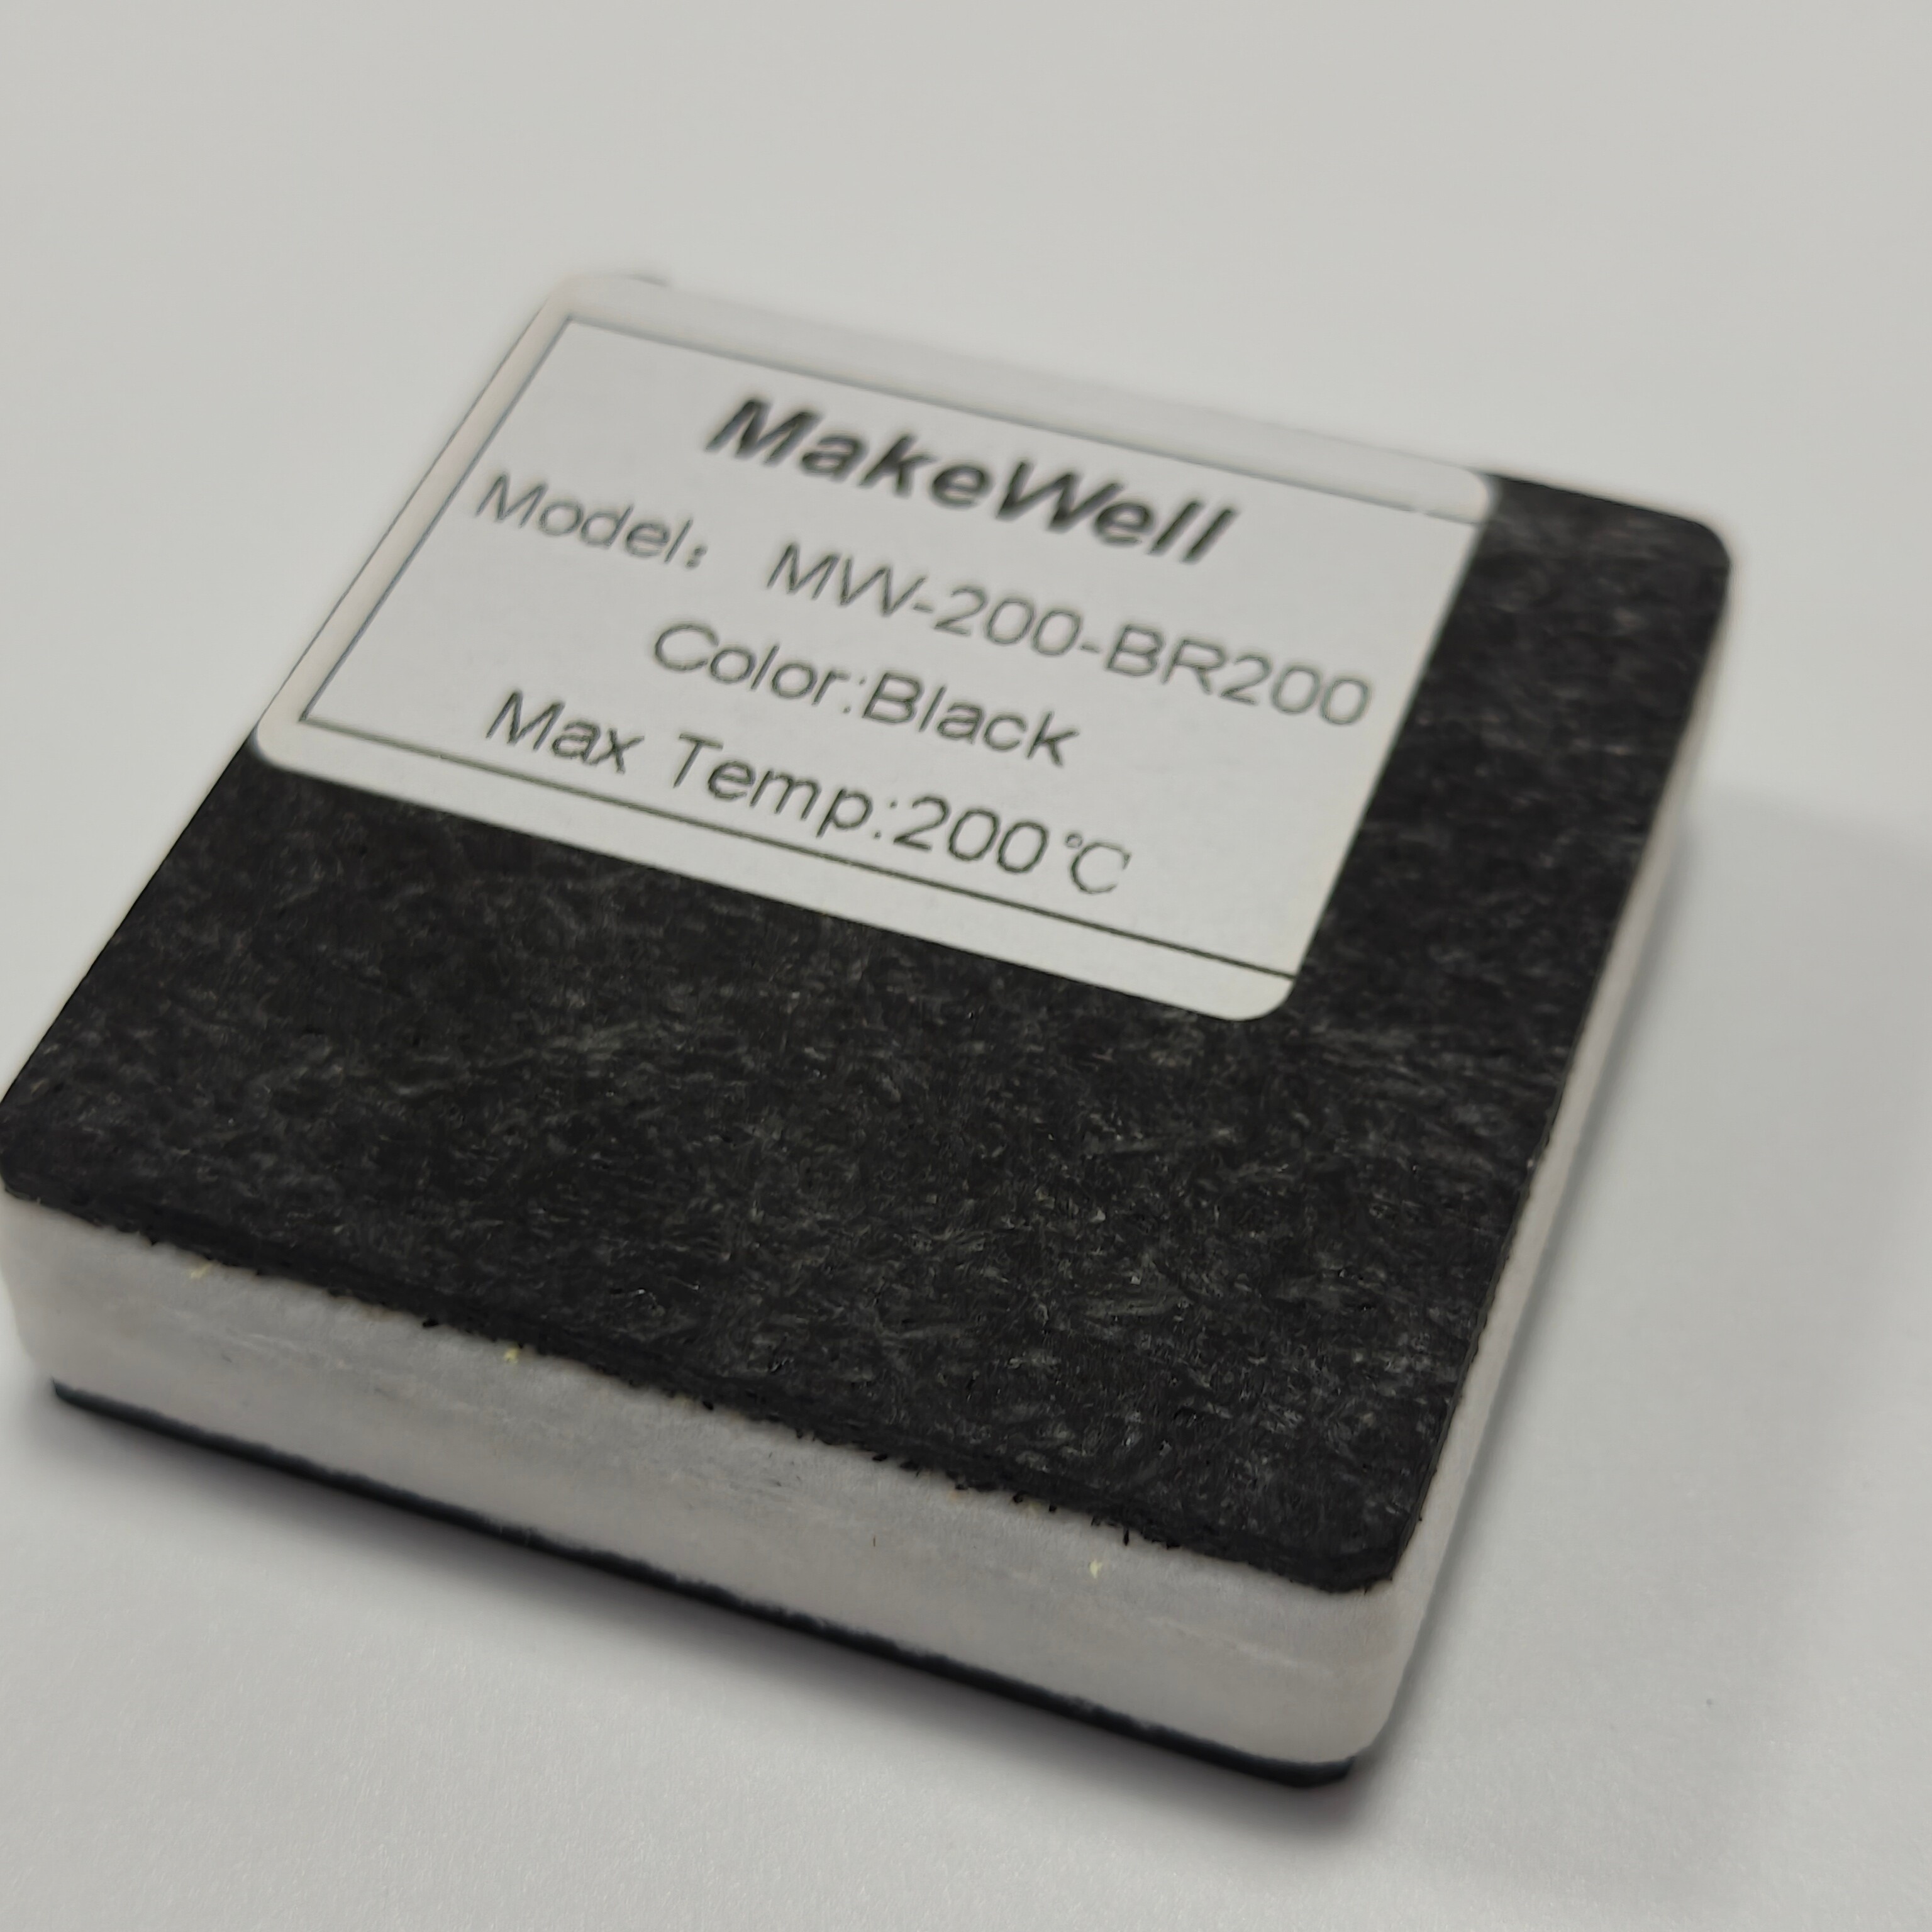 MakeWell
Model： MW-200-BR200
Color:Black
Max Temp:200℃